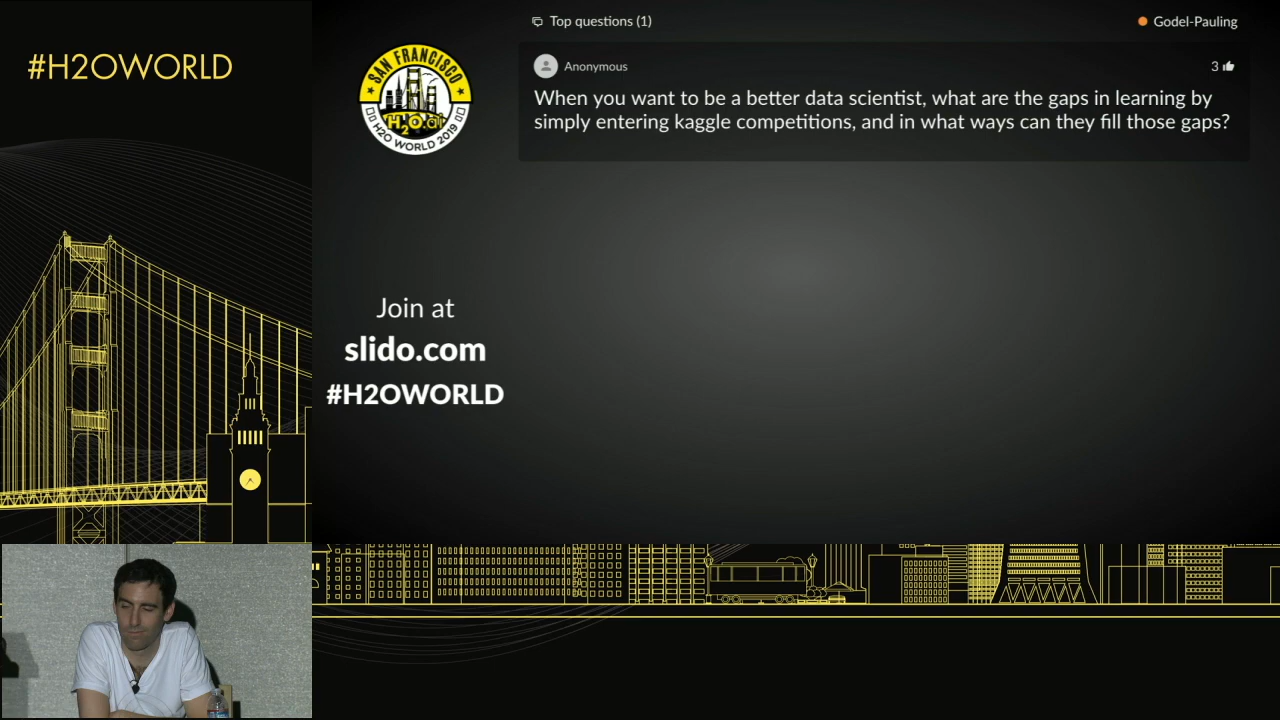 #H2OWORLD
Top questions (1)
Godel-Pauling
SAN FRANCISCO
H2O.ai
H2O WORLD 2019
Anonymous
3
When you want to be a better data scientist, what are the gaps in learning by
simply entering kaggle competitions, and in what ways can they fill those gaps?
Join at
slido.com
#H2OWORLD